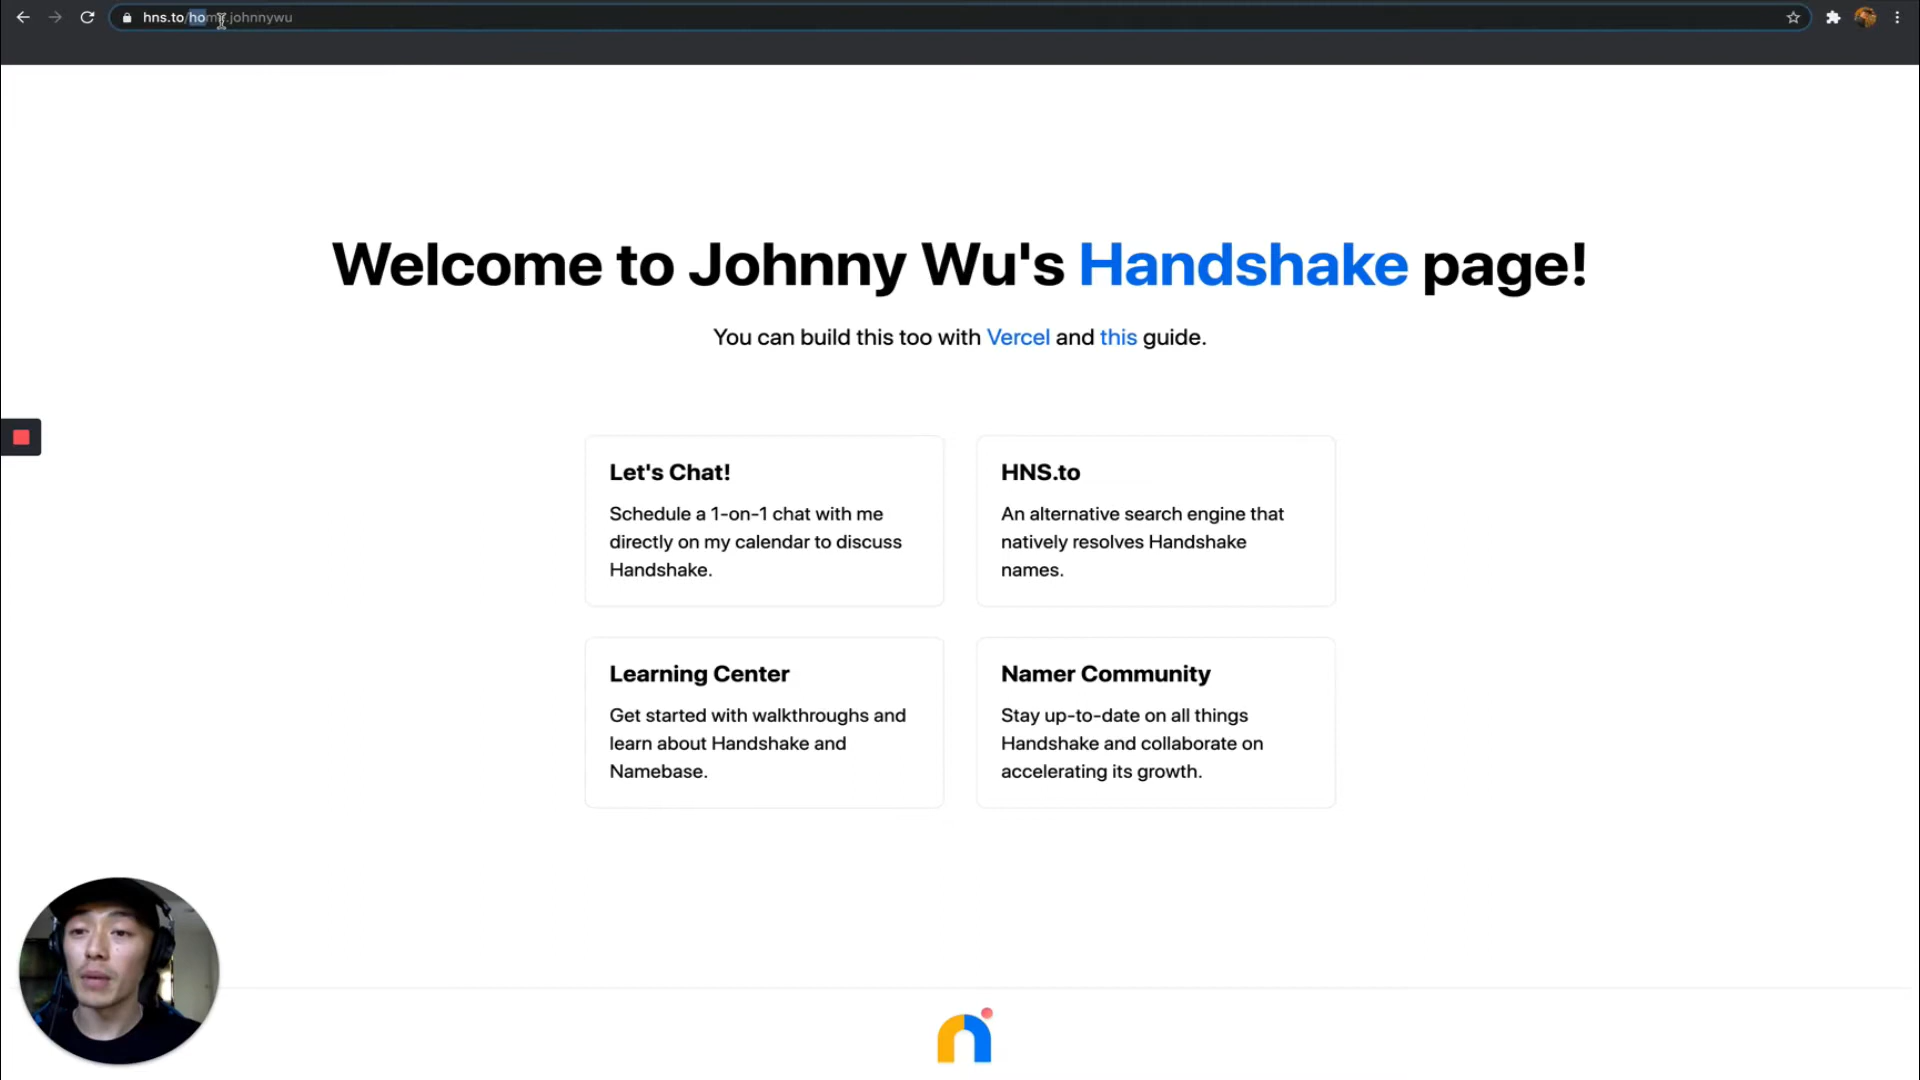 hns.to/home.johnnywu
Welcome to Johnny Wu's Handshake page!
You can build this too with Vercel and this guide.
Let's Chat!
Schedule a 1-on-1 chat with me
directly on my calendar to discuss
Handshake.
HNS.to
An alternative search engine that
natively resolves Handshake
names.
Learning Center
Get started with walkthroughs and
learn about Handshake and
Namebase.
Namer Community
Stay up-to-date on all things
Handshake and collaborate on
accelerating its growth.